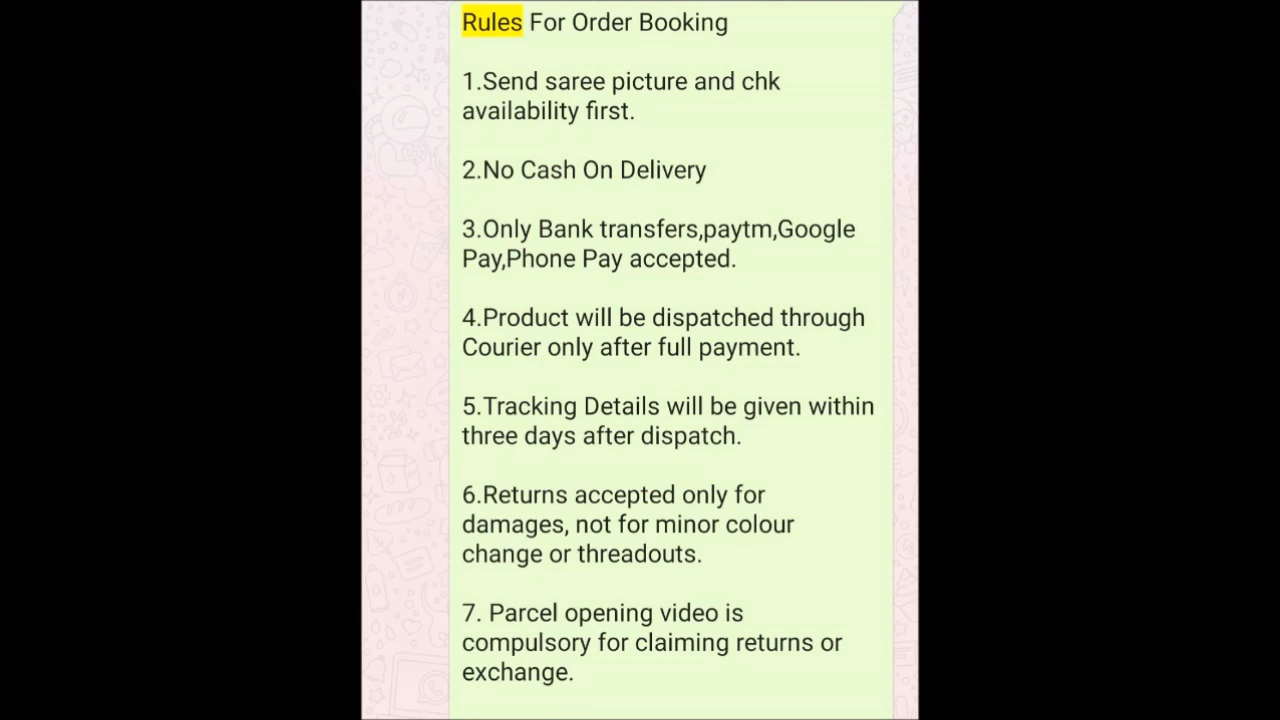 Rules For Order Booking
1.Send saree picture and chk
availability first.
2.No Cash On Delivery
3.Only Bank transfers,paytm,Google
Pay,Phone Pay accepted.
4.Product will be dispatched through
Courier only after full payment.
5.Tracking Details will be given within
three days after dispatch.
6.Returns accepted only for
damages, not for minor colour
change or threadouts.
7. Parcel opening video is
compulsory for claiming returns or
exchange.